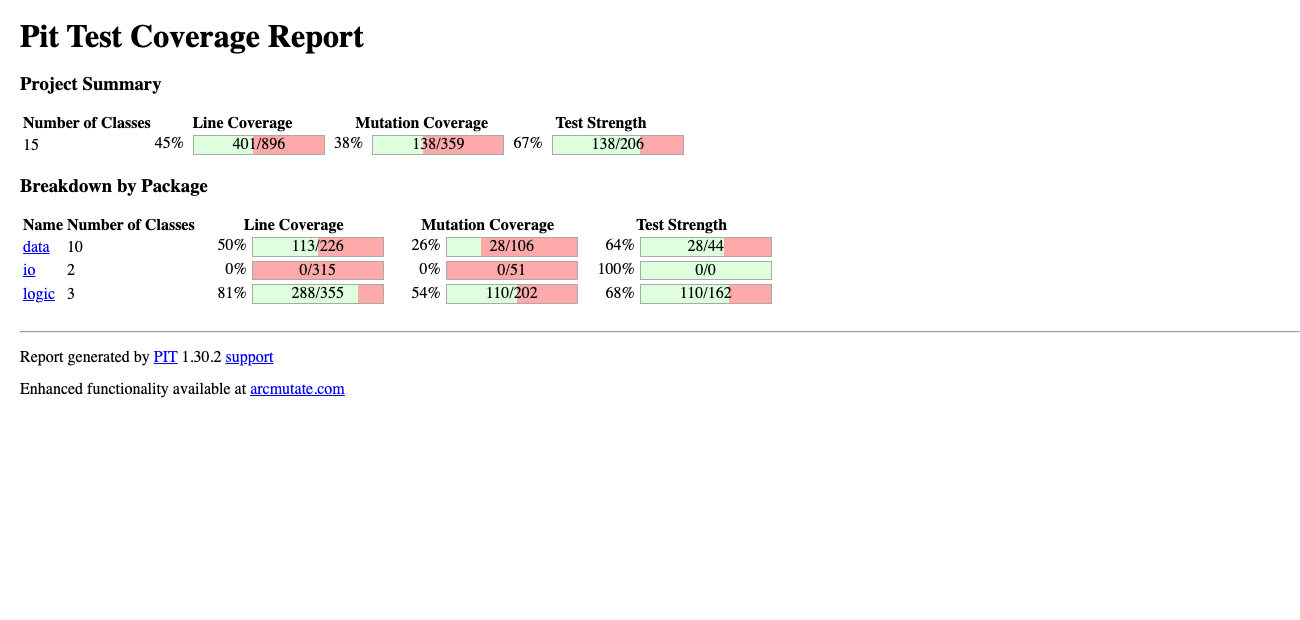 Pit Test Coverage Report
Project Summary
Number of Classes Line Coverage Mutation Coverage Test Strength
15 45% 401/896 38% 138/359 67% 138/206
Breakdown by Package
Name Number of Classes Line Coverage Mutation Coverage Test Strength
data 10 50% 113/226 26% 28/106 64% 28/44
io 2 0% 0/315 0% 0/51 100% 0/0
logic 3 81% 288/355 54% 110/202 68% 110/162
Report generated by PIT 1.30.2 support
Enhanced functionality available at arcmutate.com